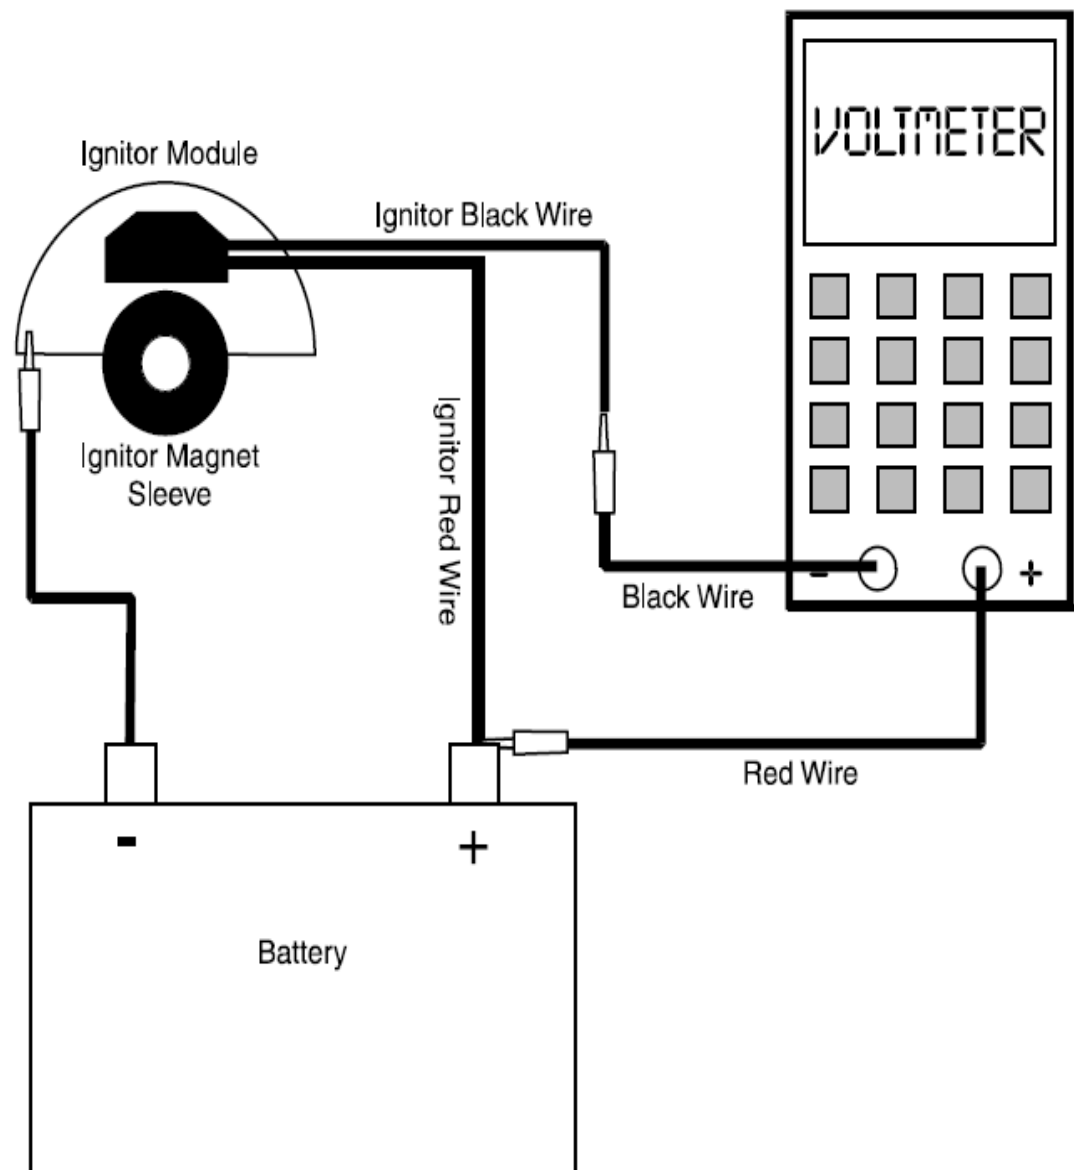 VOLTMETER
Ignitor Module
Ignitor Black Wire
Ignitor Magnet
Sleeve
Ignitor Red Wire
- +
Black Wire
Red Wire
- +
Battery